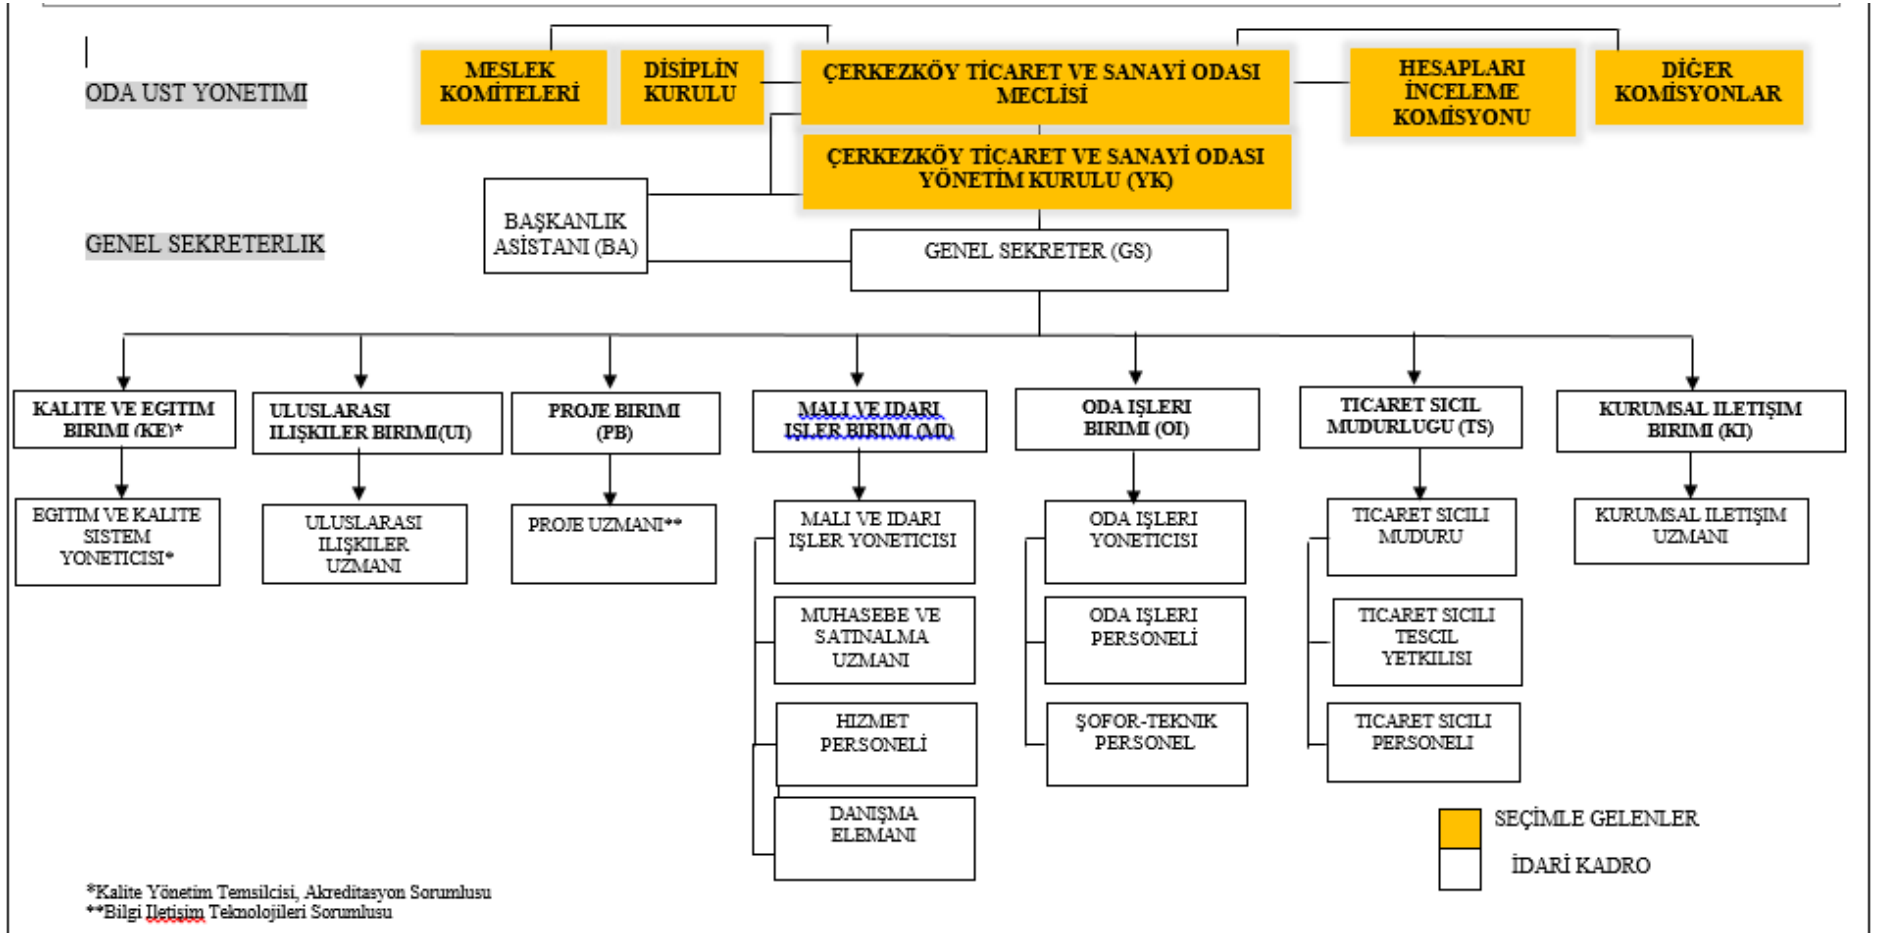 ODA UST YONETIMI
MESLEK
KOMİTELERİ
DİSİPLİN
KURULU
ÇERKEZKÖY TİCARET VE SANAYİ ODASI
MECLİSİ
HESAPLARI
İNCELEME
KOMİSYONU
DİĞER
KOMİSYONLAR
ÇERKEZKÖY TİCARET VE SANAYİ ODASI
YÖNETİM KURULU (YK)
GENEL SEKRETERLIK
BAŞKANLIK
ASİSTANI (BA)
GENEL SEKRETER (GS)
KALITE VE EGITIM
BIRIMI (KE)*
ULUSLARASI
ILIŞKILER BIRIMI(UI)
PROJE BIRIMI
(PB)
MALI VE IDARI
IŞLER BIRIMI (MI)
ODA IŞLERI
BIRIMI (OI)
TICARET SICIL
MUDURLUGU (TS)
KURUMSAL ILETIŞIM
BIRIMI (KI)
EGITIM VE KALITE
SISTEM
YONETICISI*
ULUSLARASI
ILIŞKILER
UZMANI
PROJE UZMANI**
MALI VE IDARI
IŞLER YONETICISI
ODA IŞLERI
YONETICISI
TICARET SICILI
MUDURU
KURUMSAL ILETIŞIM
UZMANI
MUHASEBE VE
SATINALMA
UZMANI
ODA IŞLERI
PERSONELİ
TICARET SICILI
TESCIL
YETKILISI
HIZMET
PERSONELİ
ŞOFOR-TEKNIK
PERSONEL
TICARET SICILI
PERSONELI
DANIŞMA
ELEMANI
SEÇİMLE GELENLER
İDARİ KADRO
*Kalite Yönetim Temsilcisi, Akreditasyon Sorumlusu
**Bilgi Iletişim Teknolojileri Sorumlusu